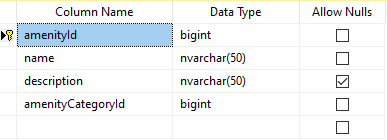 Column Name Data Type Allow Nulls
amenityId bigint
name nvarchar(50)
description nvarchar(50)
amenityCategoryId bigint